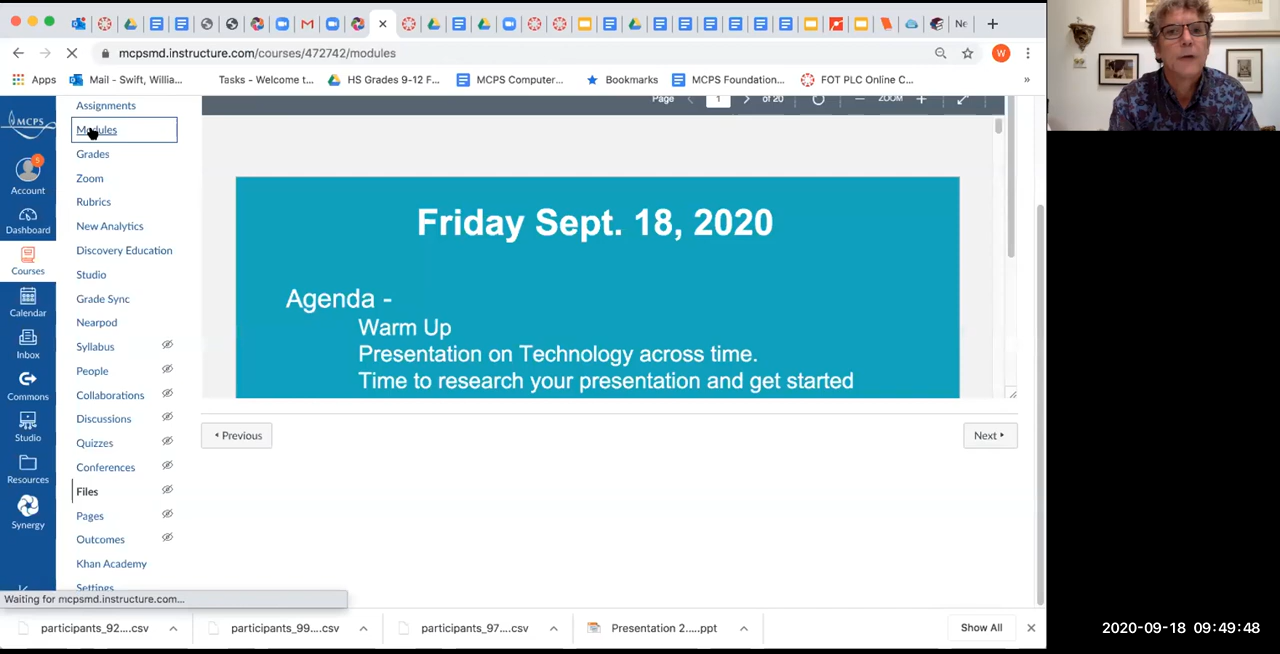 Ne
mcpsmd.instructure.com/courses/472742/modules
W
Apps
Mail - Swift, Willia...
Tasks - Welcome t...
HS Grades 9-12 F...
MCPS Computer...
Bookmarks
MCPS Foundation...
FOT PLC Online C...
»
MCPS
5
Account
Dashboard
Courses
Calendar
Inbox
Commons
Studio
Resources
Synergy
Assignments
Modules
Grades
Zoom
Rubrics
New Analytics
Discovery Education
Studio
Grade Sync
Nearpod
Syllabus
People
Collaborations
Discussions
Quizzes
Conferences
Files
Pages
Outcomes
Khan Academy
Settings
Page 1 of 20 ZOOM
Friday Sept. 18, 2020
Agenda -
Warm Up
Presentation on Technology across time.
Time to research your presentation and get started
Previous
Next
Waiting for mcpsmd.instructure.com...
participants_92....csv
participants_99....csv
participants_97....csv
Presentation 2.....ppt
Show All
2020-09-18 09:49:48